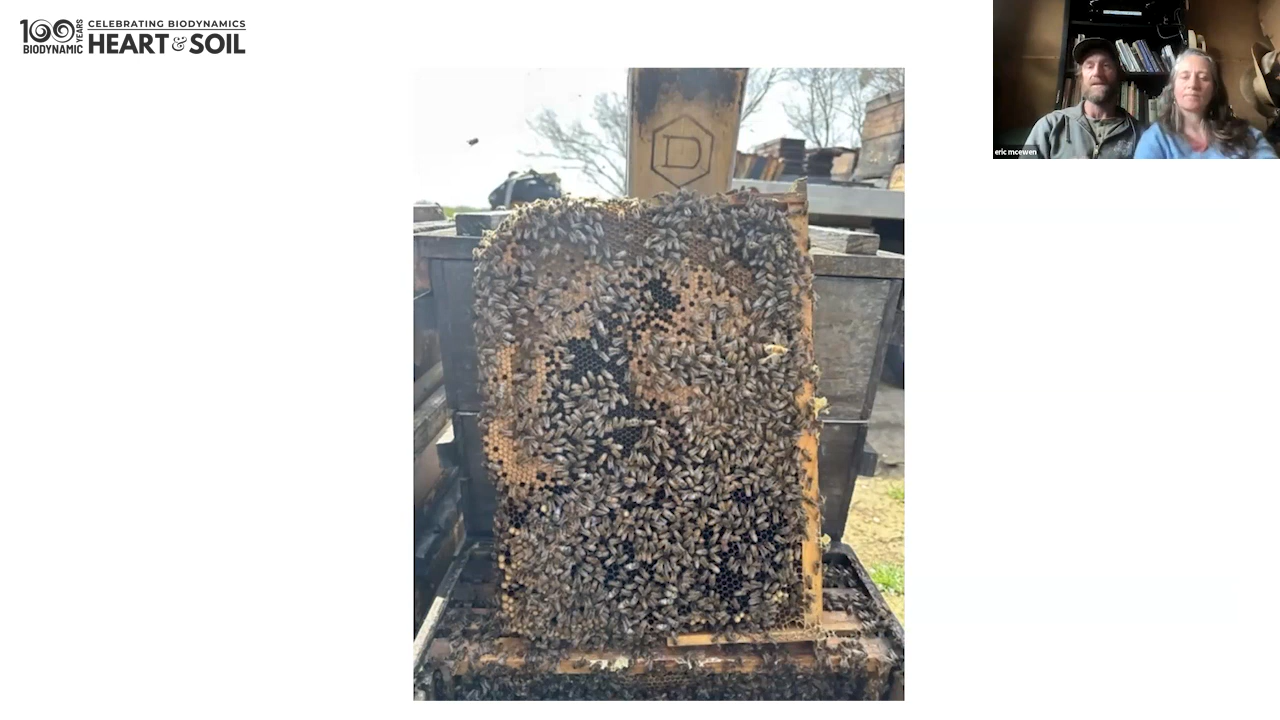 100 YEARS
BIODYNAMIC
CELEBRATING BIODYNAMICS
HEART & SOIL
D
eric mcewen